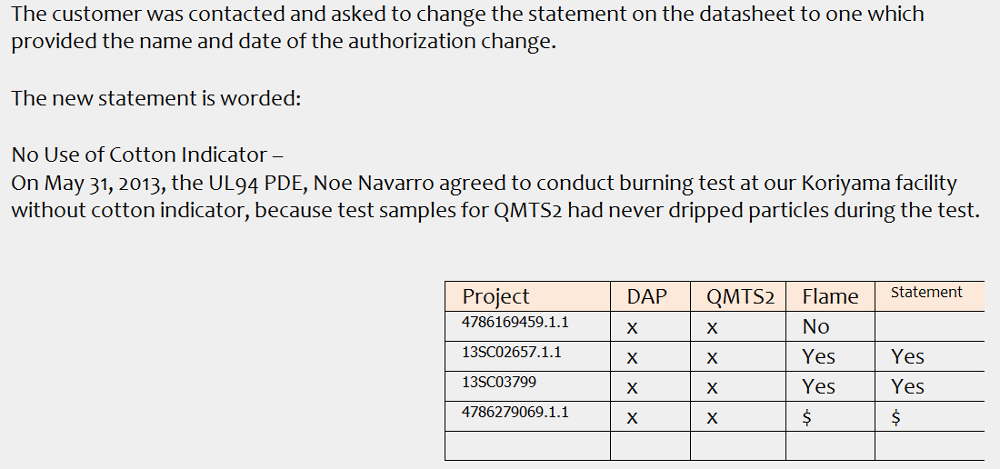 The customer was contacted and asked to change the statement on the datasheet to one which
provided the name and date of the authorization change.
The new statement is worded:
No Use of Cotton Indicator –
On May 31, 2013, the UL94 PDE, Noe Navarro agreed to conduct burning test at our Koriyama facility
without cotton indicator, because test samples for QMTS2 had never dripped particles during the test.
Project DAP QMTS2 Flame Statement
4786169459.1.1 x x No
13SC02657.1.1 x x Yes Yes
13SC03799 x x Yes Yes
4786279069.1.1 x x $ $